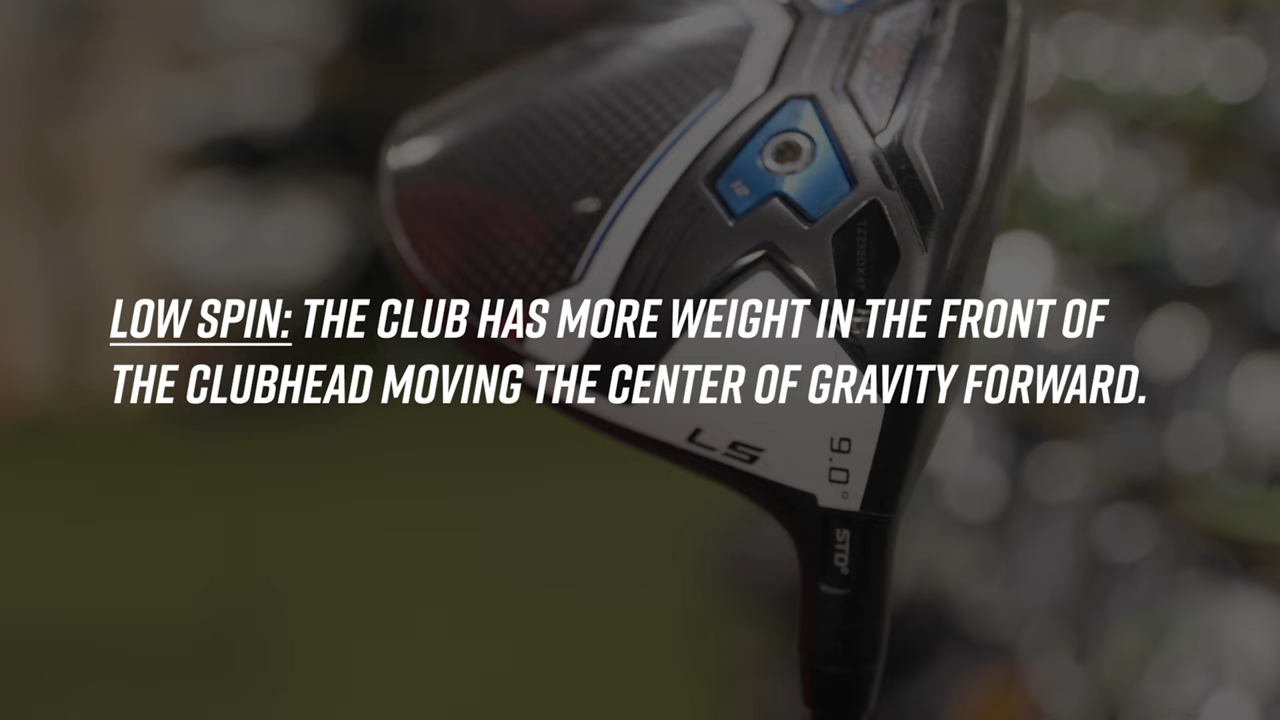 LOW SPIN: THE CLUB HAS MORE WEIGHT IN THE FRONT OF
THE CLUBHEAD MOVING THE CENTER OF GRAVITY FORWARD.
LS
9.0°
STD°